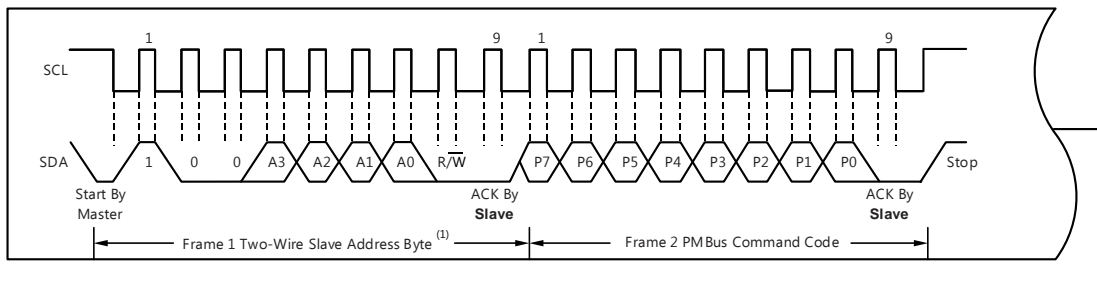 1 9 1 9
SCL
SDA 1 0 0 A3 A2 A1 A0 R/W̅ P7 P6 P5 P4 P3 P2 P1 P0 Stop
Start By
Master
ACK By
Slave
ACK By
Slave
Frame 1 Two-Wire Slave Address Byte (1)
Frame 2 PMBus Command Code